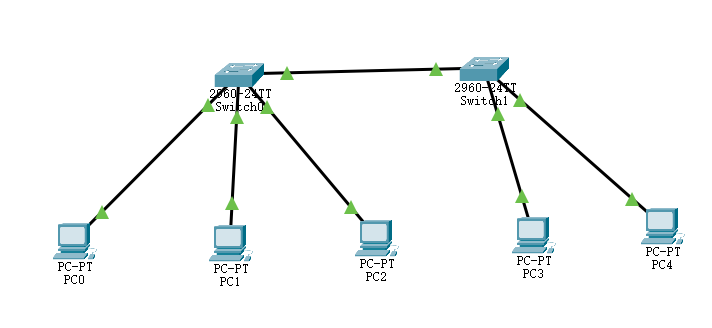 2960-24TT
Switch0
2960-24TT
Switch1
PC-PT
PC0
PC-PT
PC1
PC-PT
PC2
PC-PT
PC3
PC-PT
PC4